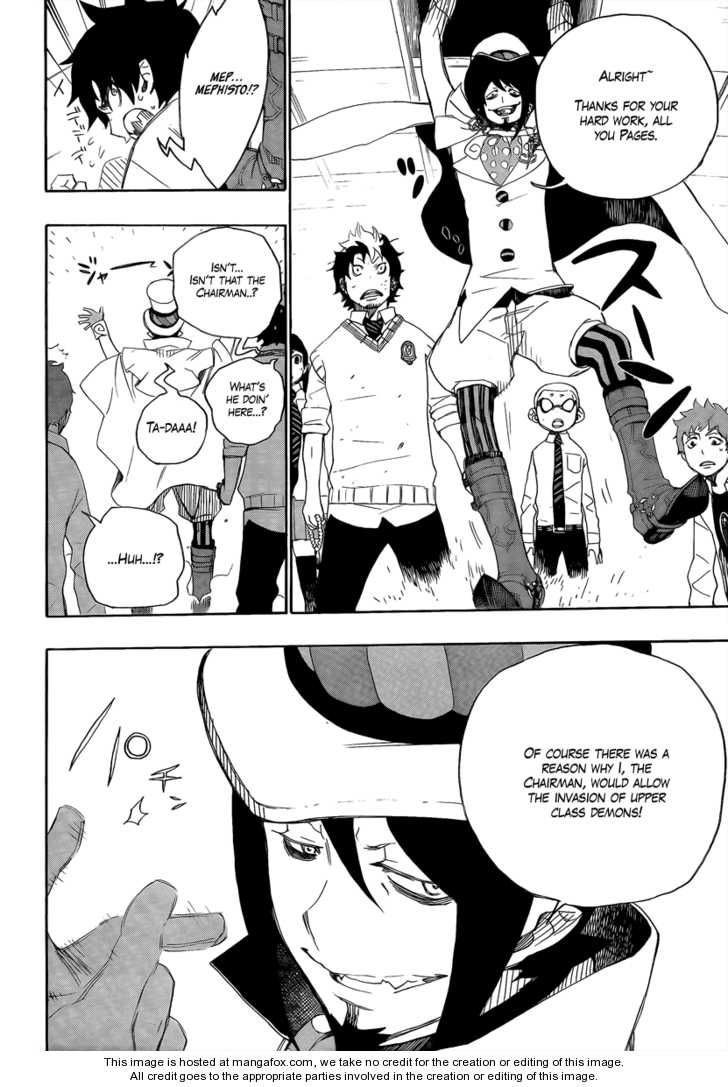 Alright~
Thanks for your
hard work, all
you Pages.
Mep...
Mephisto!?
Isn't...
Isn't that the
Chairman..?
What's
he doin'
here...?
Ta-daaa!
...Huh...!?
Of course there was a
reason why I, the
Chairman, would allow
the invasion of upper
class demons!
This image is hosted at mangafox.com, we take no credit for the creation or editing of this image.
All credit goes to the appropriate parties involved in the creation or editing of this image.